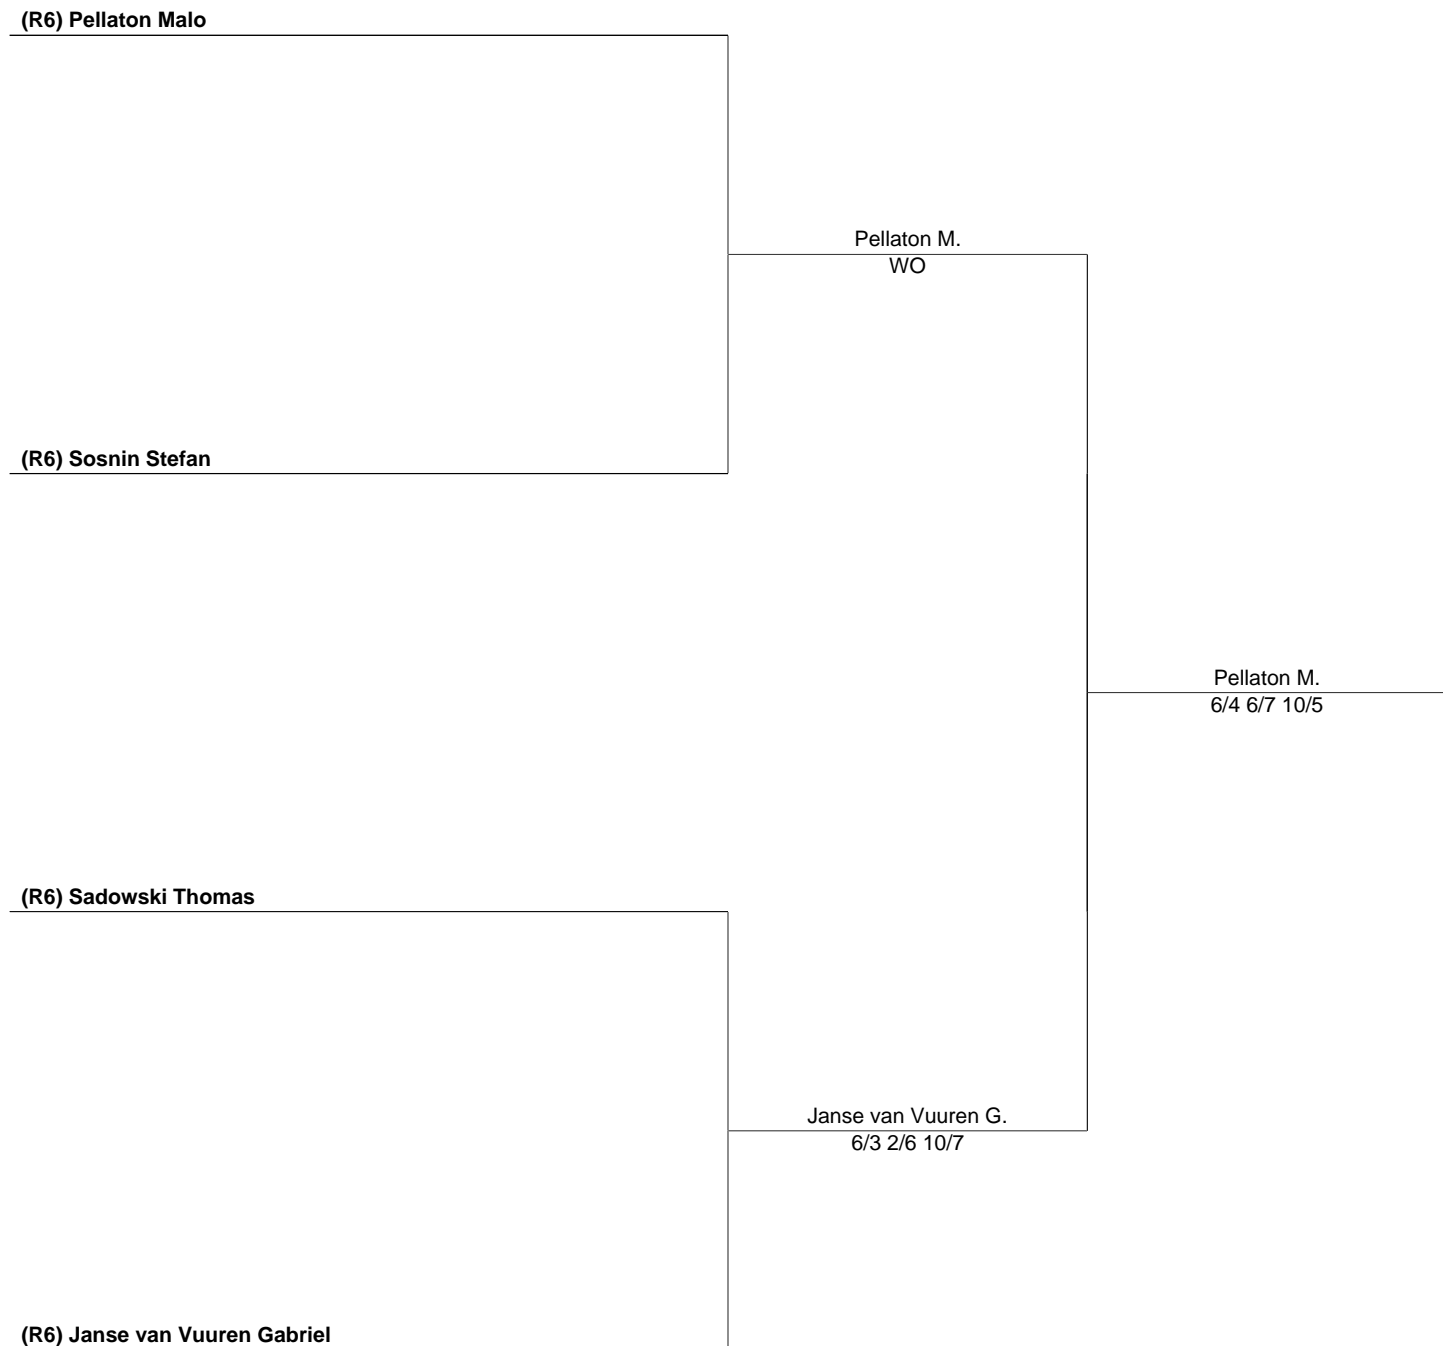 (R6) Pellaton Malo
Pellaton M.
WO
(R6) Sosnin Stefan
Pellaton M.
6/4 6/7 10/5
(R6) Sadowski Thomas
Janse van Vuuren G.
6/3 2/6 10/7
(R6) Janse van Vuuren Gabriel